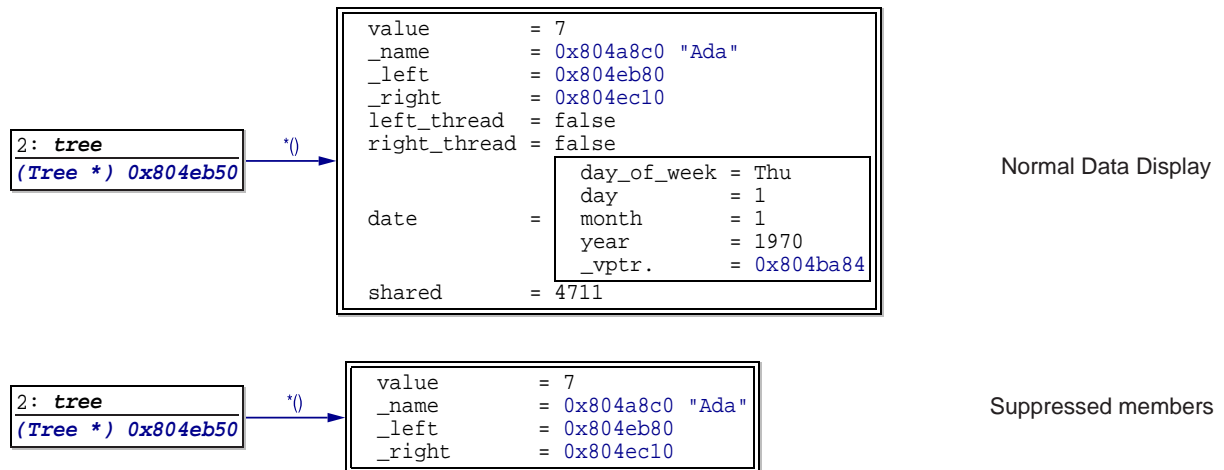 value = 7
_name = 0x804a8c0 "Ada"
_left = 0x804eb80
_right = 0x804ec10
left_thread = false
right_thread = false
2: tree
(Tree *) 0x804eb50
*()
date =
day_of_week = Thu
day = 1
month = 1
year = 1970
_vptr. = 0x804ba84
shared = 4711
Normal Data Display
2: tree
(Tree *) 0x804eb50
*()
value = 7
_name = 0x804a8c0 "Ada"
_left = 0x804eb80
_right = 0x804ec10
Suppressed members